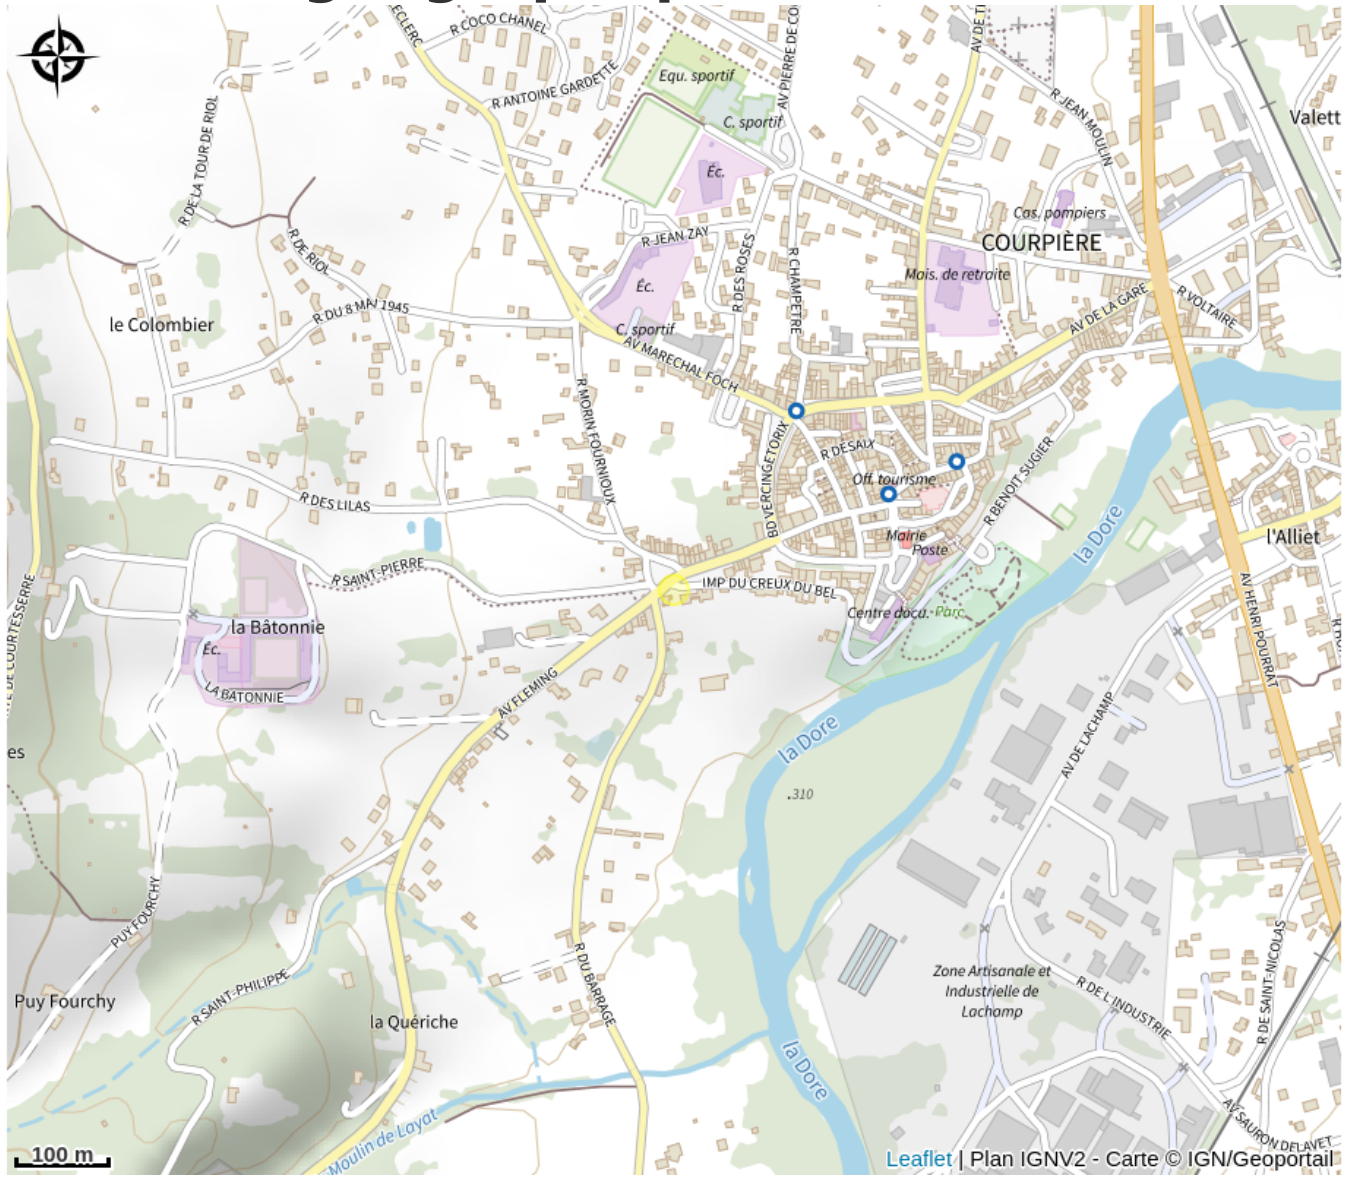 ECLERC
R COCO CHANEL
AV PIERRE DE CO
AV DE T
Equ. sportif
R ANTOINE GARDETTE
C. sportif
R JEAN MOULIN
Valett
R DE LA TOUR DE RIOL
Éc.
Cas. pompiers
COURPIÈRE
R DE RIOL
R JEAN ZAY
R DES ROSES
R CHAMPETRE
Mais. de retraite
Éc.
R DU 8 MAI 1945
le Colombier
C. sportif
AV MARECHAL FOCH
AV DE LA GARE
R VOLTAIRE
R MORIN FOURNIOUX
BD VERCINGETORIX
R DESAIX
Off. tourisme
R BENOIT SUGIER
R DES LILAS
la Dore
l'Alliet
Mairie
Poste
R SAINT-PIERRE
IMP DU CREUX DU BEL
Centre docu.
Parc
AV HENRI POURRAT
TE DE COURTESSERRE
la Bâtonnie
Éc.
LA BATONNIE
AV FLEMING
la Dore
AV DE LACHAMP
es
.310
PUY FOURCHY
R DU BARRAGE
R SAINT-PHILIPPE
Puy Fourchy
la Quériche
Zone Artisanale et
Industrielle de
Lachamp
R DE L'INDUSTRIE
R DE SAINT-NICOLAS
la Dore
Moulin de Layat
AV SAURON DELAVET
100 m
Leaflet | Plan IGNV2 - Carte © IGN/Geoportail